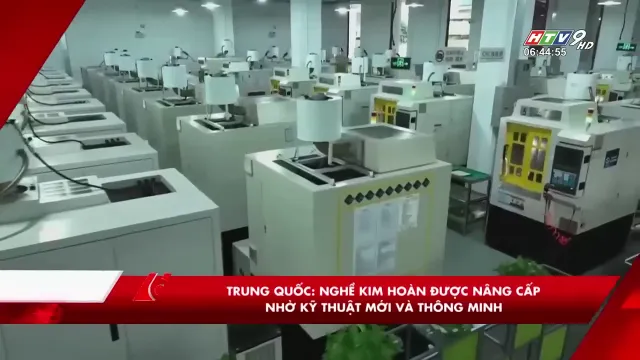 HTV9 HD
06:44:55
TRUNG QUỐC: NGHỀ KIM HOÀN ĐƯỢC NÂNG CẤP
NHỜ KỸ THUẬT MỚI VÀ THÔNG MINH